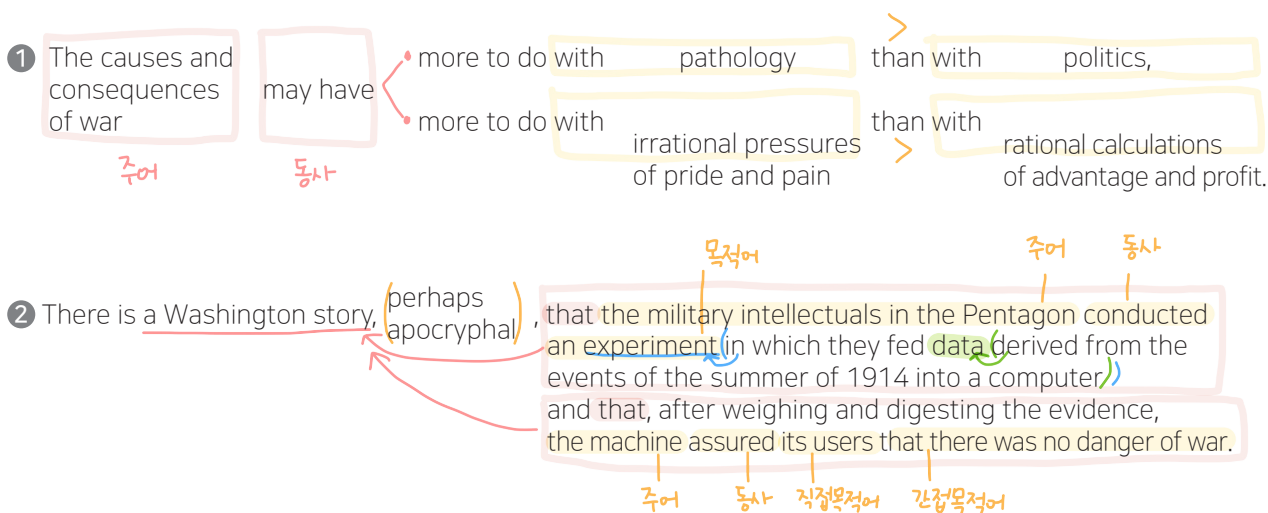 >
1 The causes and
consequences
of war
may have
• more to do with pathology than with politics,
• more to do with irrational pressures
of pride and pain
than with rational calculations
of advantage and profit.
>
주어 동사
목적어 주어 동사
2 There is a Washington story, (perhaps
apocryphal), that the military intellectuals in the Pentagon conducted
an experiment (in which they fed data (derived from the
events of the summer of 1914 into a computer))
and that, after weighing and digesting the evidence,
the machine assured its users that there was no danger of war.
주어 동사 직접목적어 간접목적어